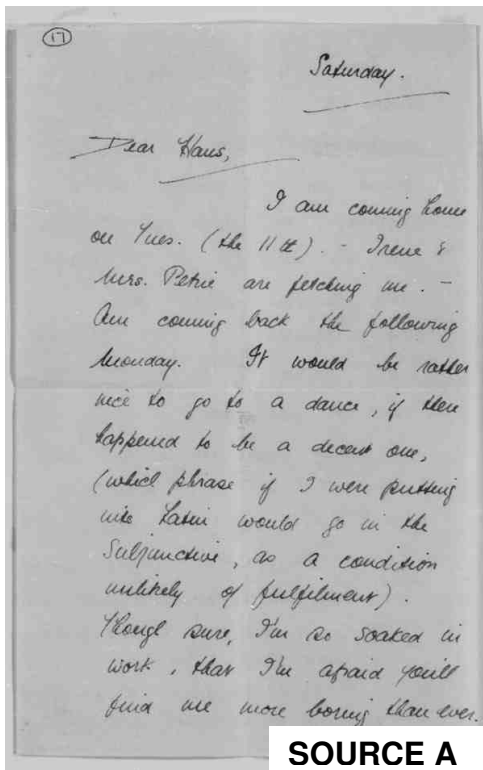 17
Saturday.
Dear Hans,
I am coming home
on Tues. (the 11th). - Irene &
Mrs. Petrie are fetching me. -
Am coming back the following
Monday. It would be rather
nice to go to a dance, if there
happened to be a decent one,
(which phrase if I were putting
into Latin would go in the
Subjunctive, as a condition
unlikely of fulfilment).
Though sure, I'm so soaked in
work, that I'm afraid you'll
find me more boring than ever.
SOURCE A